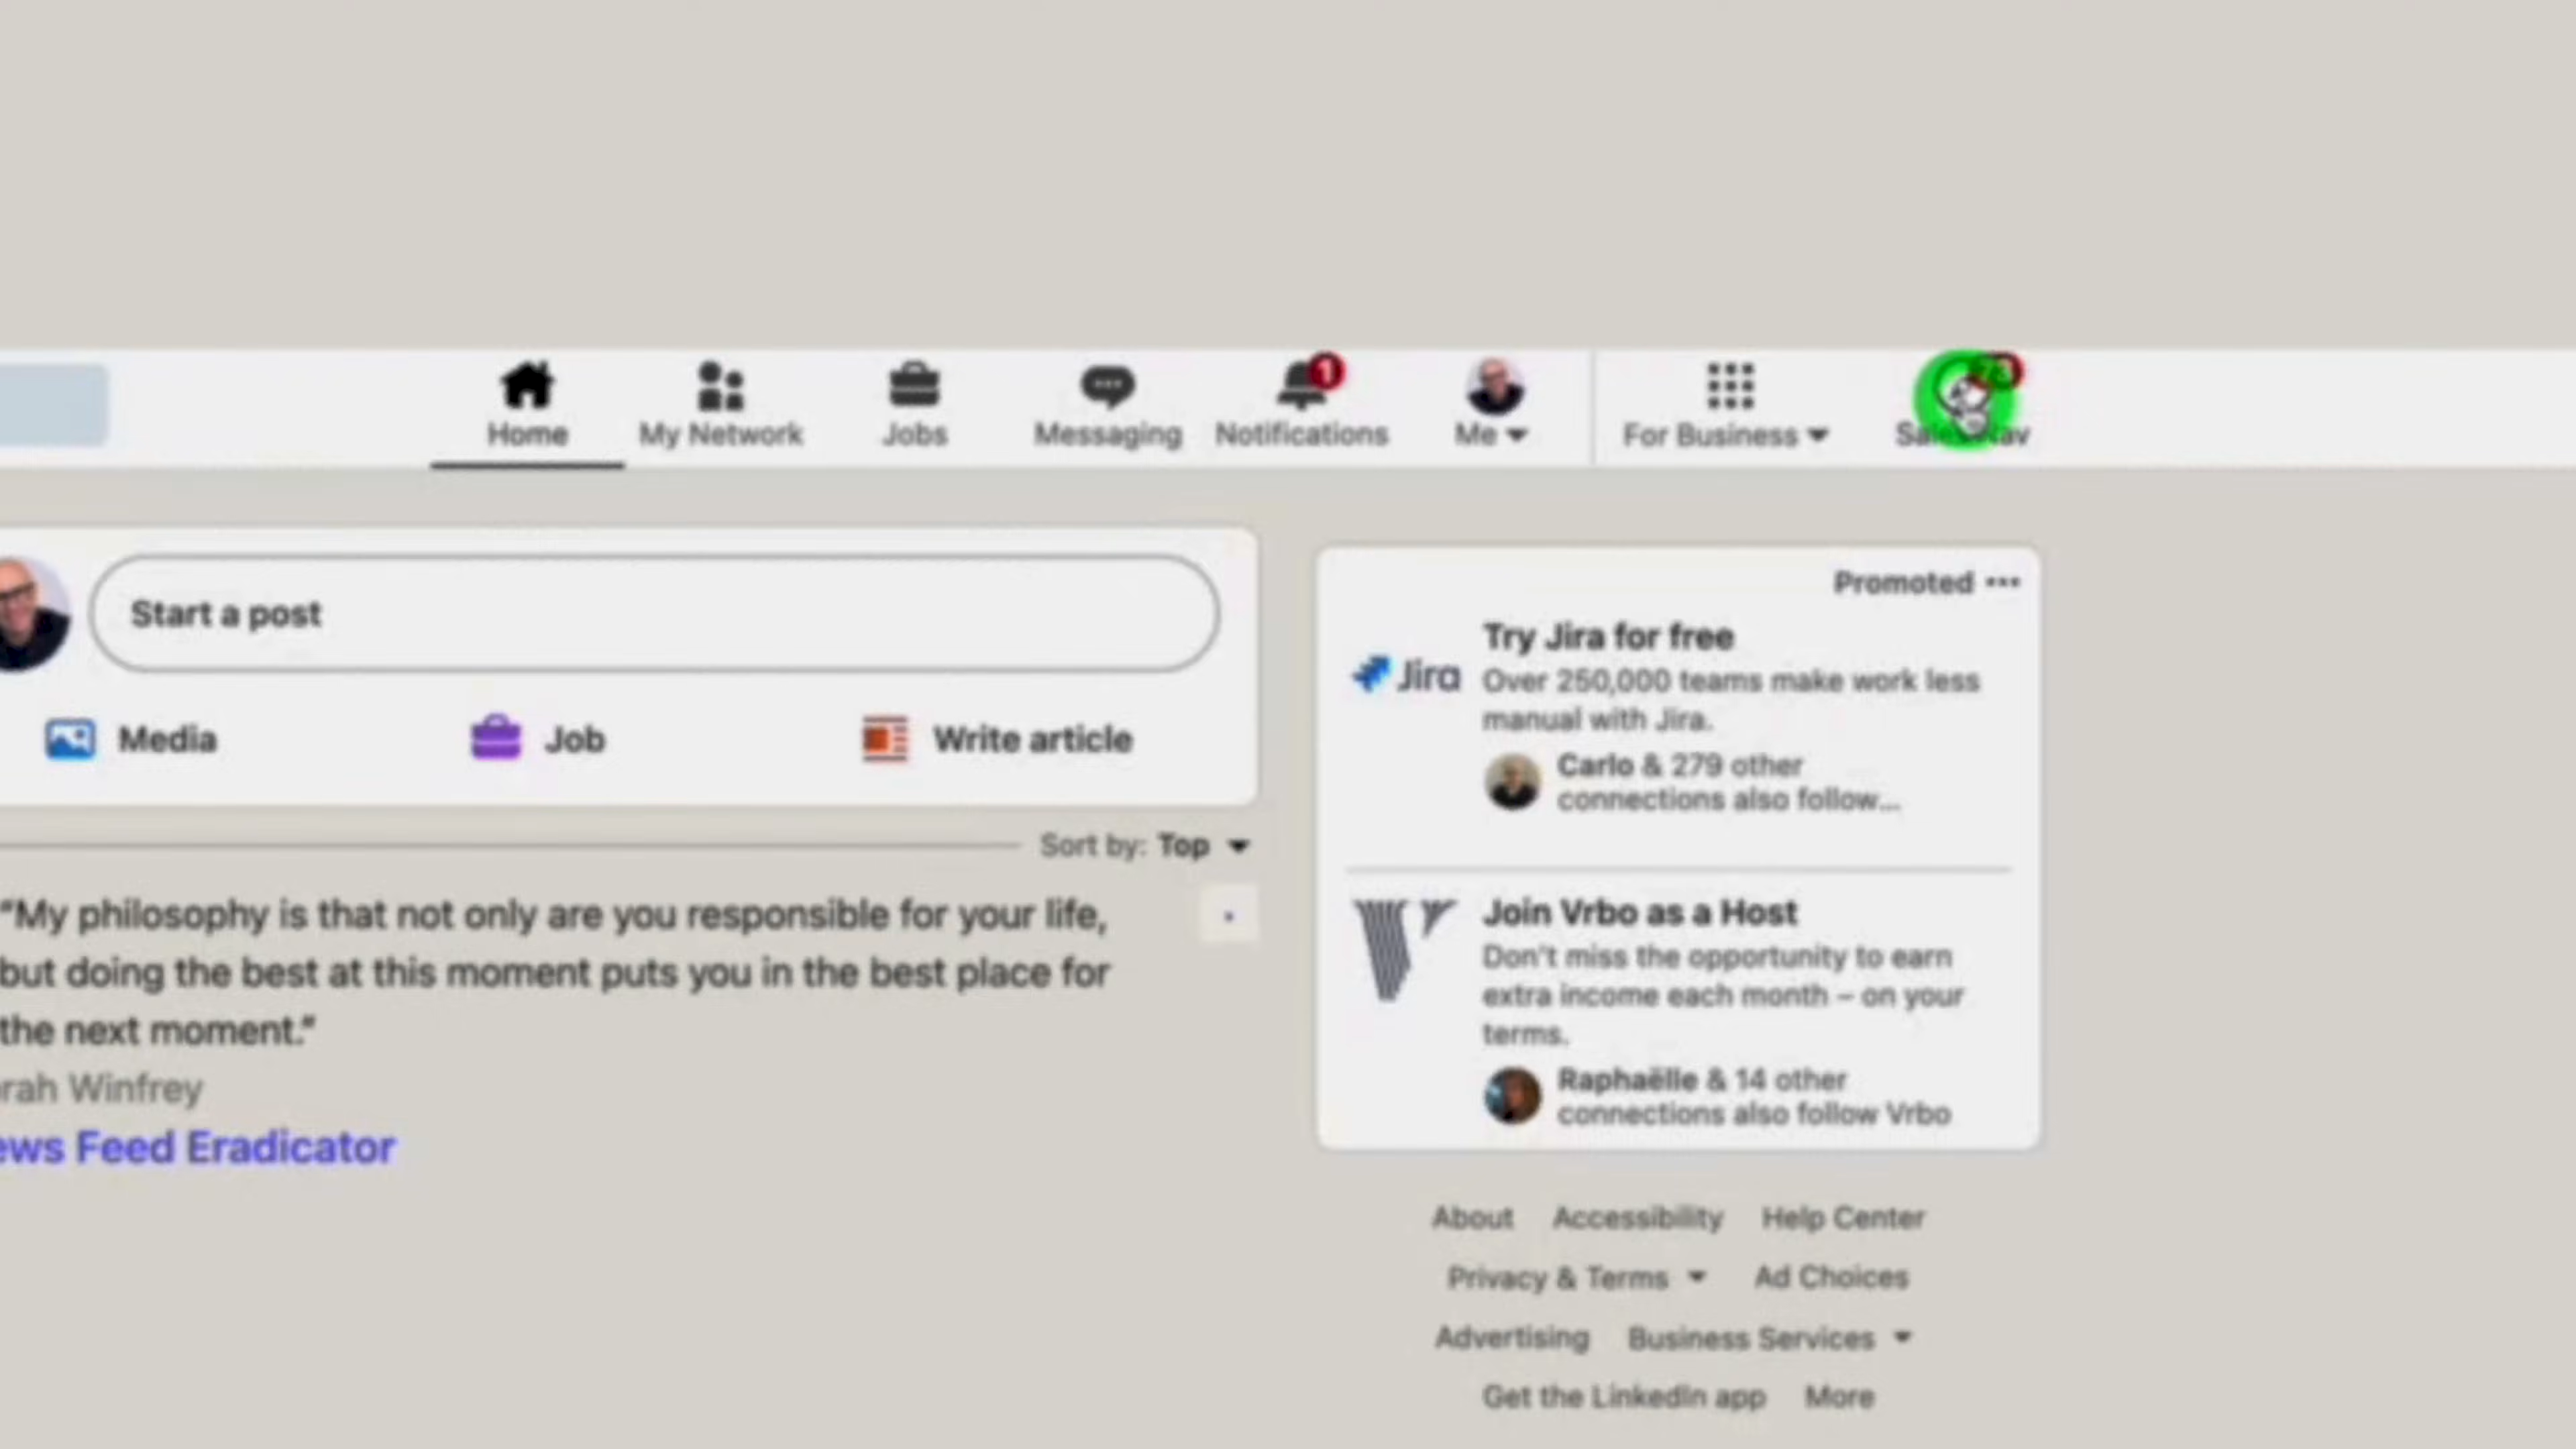 Home
My Network
Jobs
Messaging
1
Notifications
Me
For Business
Start a post
Media
Job
Write article
Sort by: Top
"My philosophy is that not only are you responsible for your life,
but doing the best at this moment puts you in the best place for
the next moment."
rah Winfrey
ews Feed Eradicator
Promoted
Try Jira for free
Jira
Over 250,000 teams make work less
manual with Jira.
Carlo & 279 other
connections also follow...
Join Vrbo as a Host
Don't miss the opportunity to earn
extra income each month – on your
terms.
Raphaëlle & 14 other
connections also follow Vrbo
About Accessibility Help Center
Privacy & Terms Ad Choices
Advertising Business Services
Get the LinkedIn app More